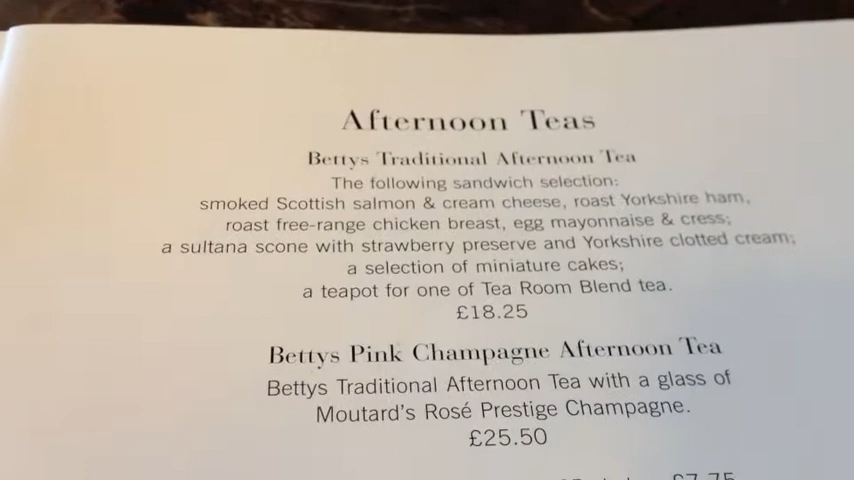 Afternoon Teas
Bettys Traditional Afternoon Tea
The following sandwich selection:
smoked Scottish salmon & cream cheese, roast Yorkshire ham,
roast free-range chicken breast, egg mayonnaise & cress;
a sultana scone with strawberry preserve and Yorkshire clotted cream;
a selection of miniature cakes;
a teapot for one of Tea Room Blend tea.
£18.25
Bettys Pink Champagne Afternoon Tea
Bettys Traditional Afternoon Tea with a glass of
Moutard's Rosé Prestige Champagne.
£25.50
£7.75